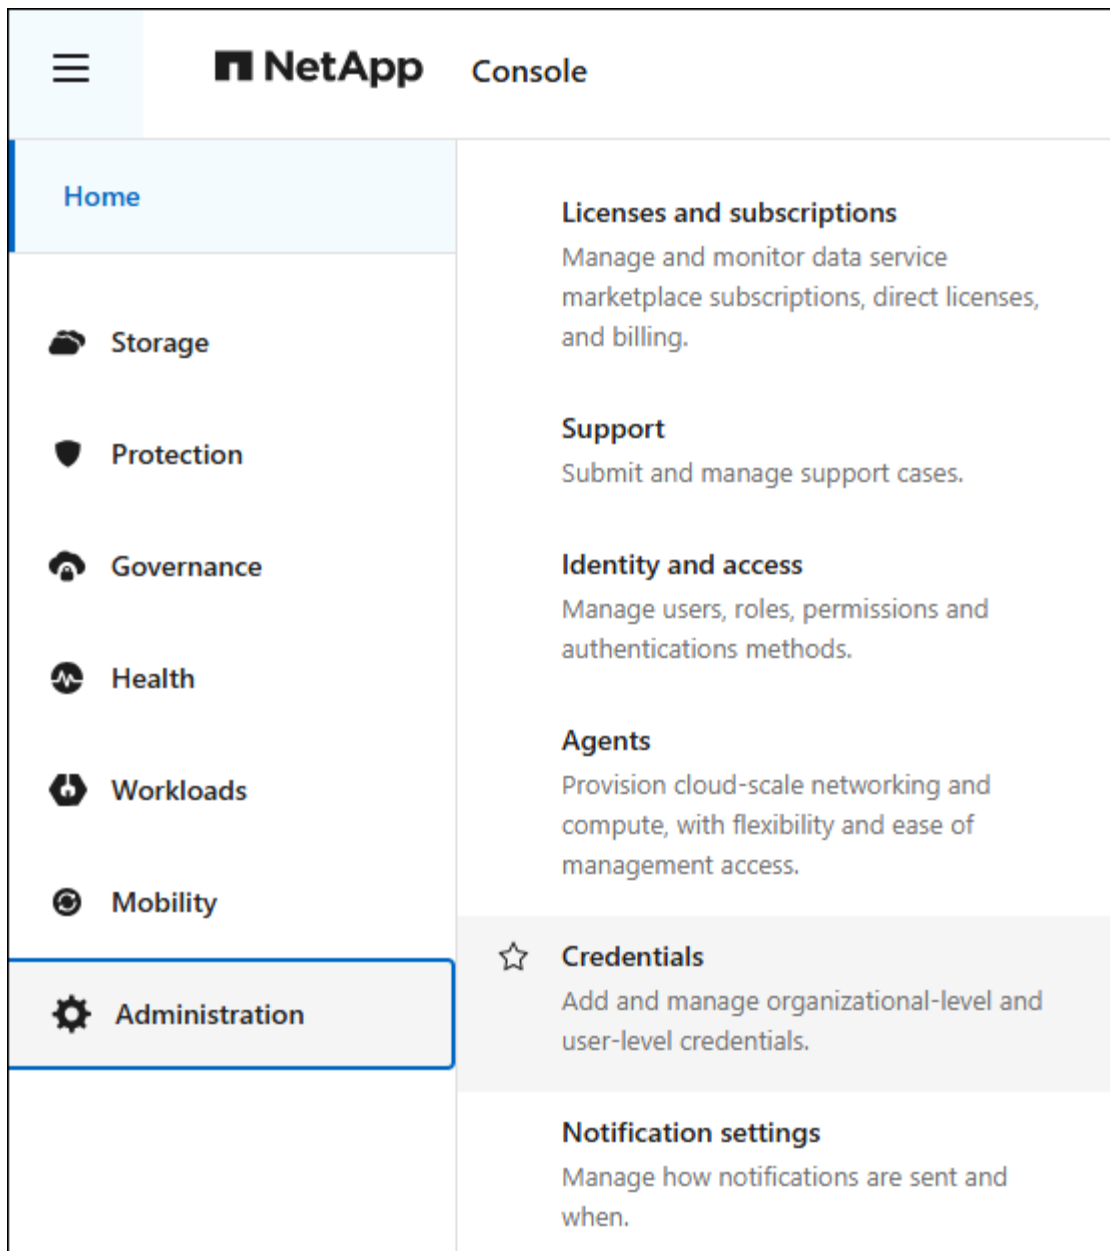 NetApp Console
Home
Storage
Protection
Governance
Health
Workloads
Mobility
Administration
Licenses and subscriptions
Manage and monitor data service
marketplace subscriptions, direct licenses,
and billing.
Support
Submit and manage support cases.
Identity and access
Manage users, roles, permissions and
authentications methods.
Agents
Provision cloud-scale networking and
compute, with flexibility and ease of
management access.
Credentials
Add and manage organizational-level and
user-level credentials.
Notification settings
Manage how notifications are sent and
when.